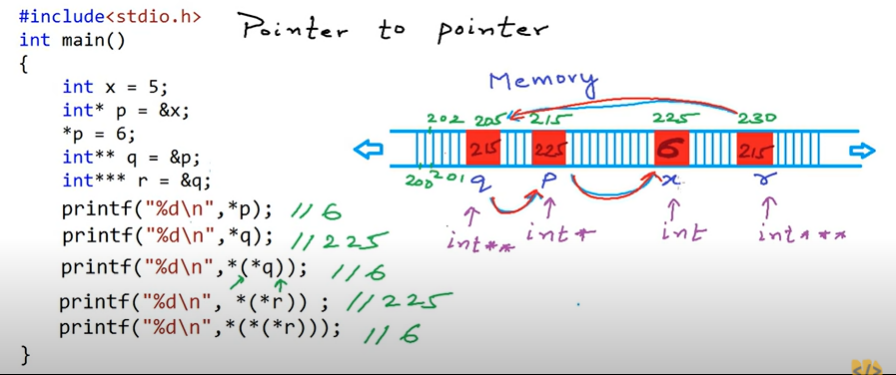 #include<stdio.h>
Pointer to pointer
int main()
{
int x = 5;
int* p = &x;
*p = 6;
int** q = &p;
int*** r = &q;
printf("%d\n",*p); //6
printf("%d\n",*q); //225
printf("%d\n",*(*q)); //6
printf("%d\n", *(*r)) ; //225
printf("%d\n",*(*(*r))); //6
}
Memory
202 205 215 225 230
215 225 6 215
200 201 q p x r
int** int* int int***